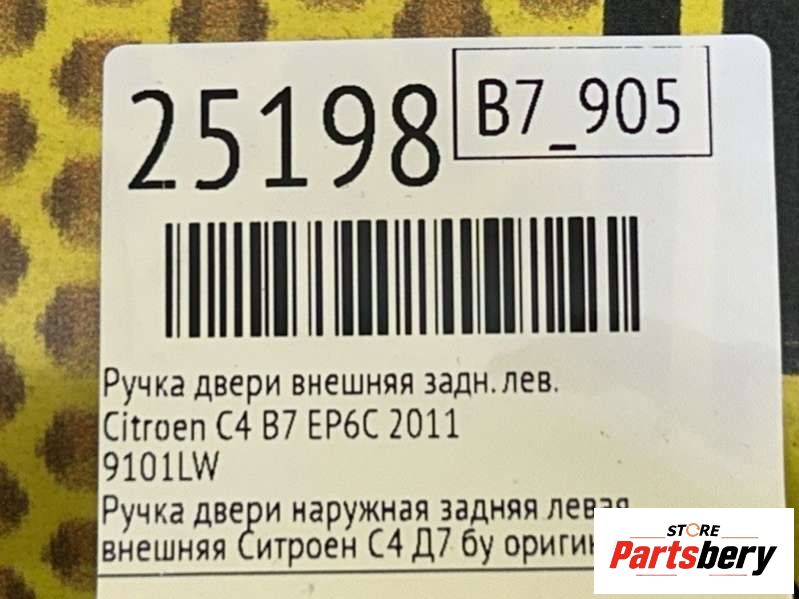 25198
B7_905
Ручка двери внешняя задн. лев.
Citroen C4 B7 EP6C 2011
9101LW
Ручка двери наружная задняя левая
внешняя Ситроен С4 Д7 бу
STORE
Partsbery